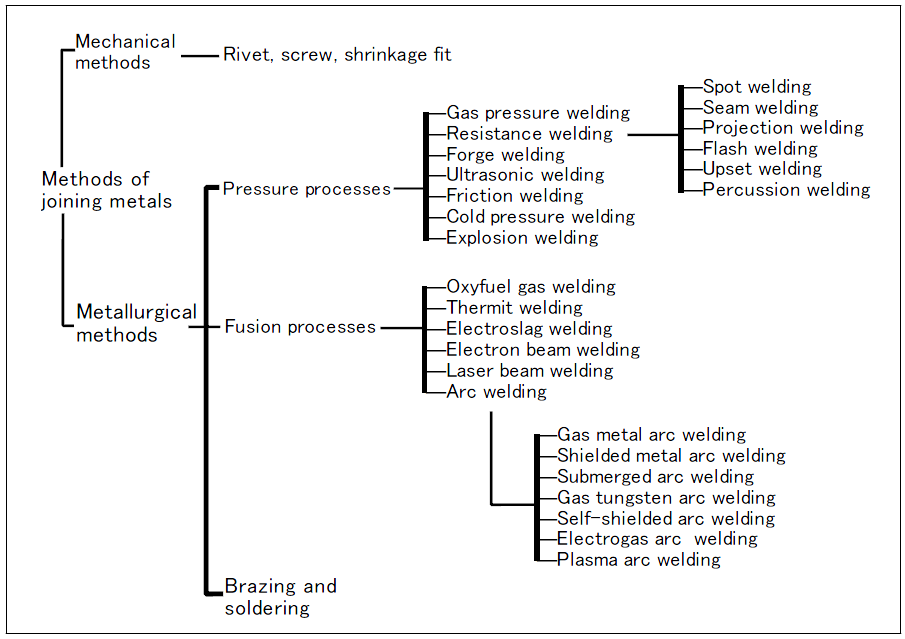 Mechanical
methods
Rivet, screw, shrinkage fit
Methods of
joining metals
Metallurgical
methods
Pressure processes
Gas pressure welding
Resistance welding
Forge welding
Ultrasonic welding
Friction welding
Cold pressure welding
Explosion welding
Spot welding
Seam welding
Projection welding
Flash welding
Upset welding
Percussion welding
Fusion processes
Oxyfuel gas welding
Thermit welding
Electroslag welding
Electron beam welding
Laser beam welding
Arc welding
Gas metal arc welding
Shielded metal arc welding
Submerged arc welding
Gas tungsten arc welding
Self-shielded arc welding
Electrogas arc welding
Plasma arc welding
Brazing and
soldering